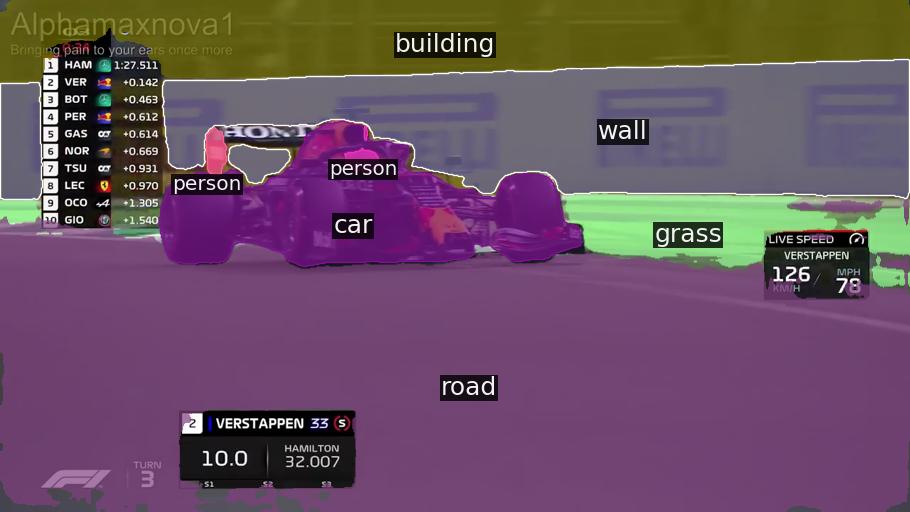 Alphamaxnova1
Bringing pain to your ears once more
1 HAM 1:27.511
2 VER +0.142
3 BOT +0.463
4 PER +0.612
5 GAS +0.614
6 NOR +0.669
7 TSU +0.931
8 LEC +0.970
9 OCO +1.305
10 GIO +1.540
building
wall
HONDA
person
person
car
grass
road
LIVE SPEED
VERSTAPPEN
126 MPH
KM/H 78
2 VERSTAPPEN 33 S
10.0 HAMILTON
32.007
S1 S2 S3
F1 TURN
3